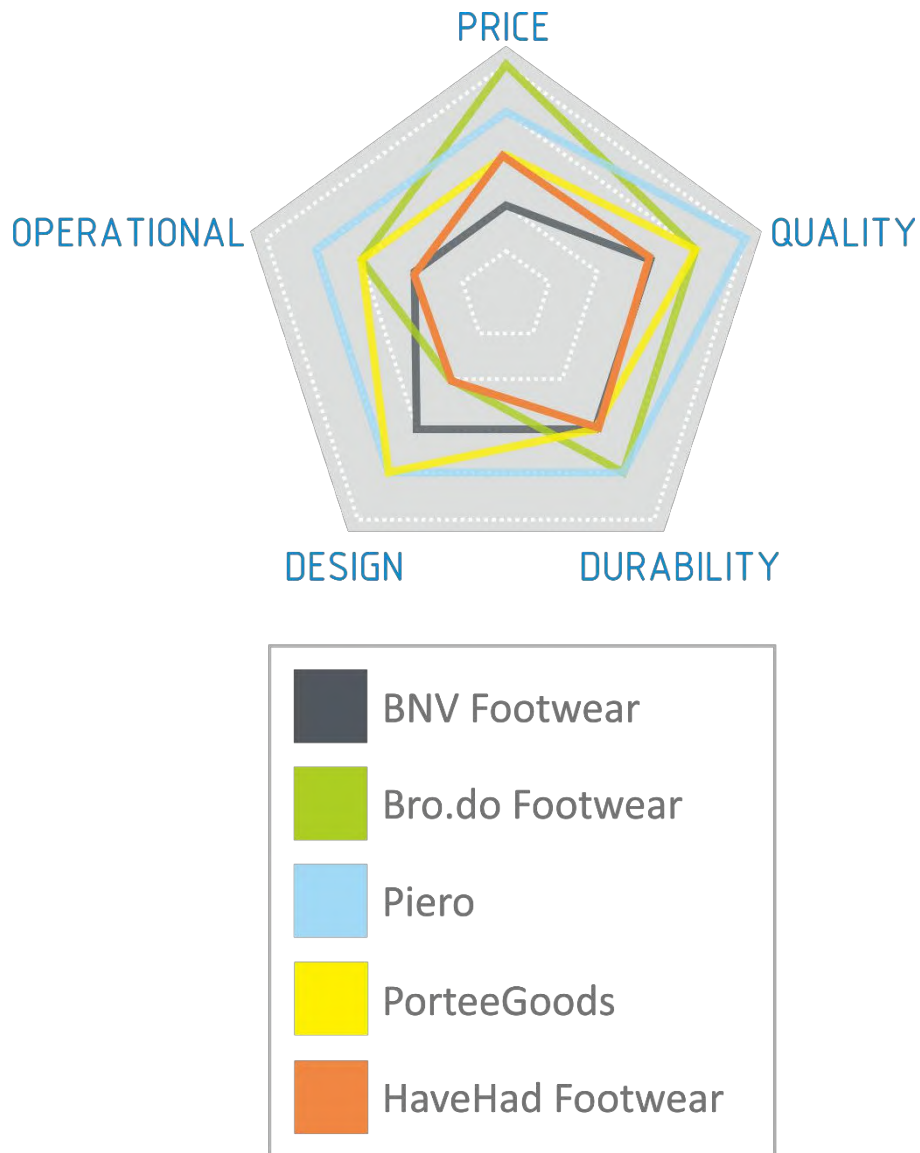 PRICE
OPERATIONAL
QUALITY
DESIGN
DURABILITY
BNV Footwear
Bro.do Footwear
Piero
PorteeGoods
HaveHad Footwear